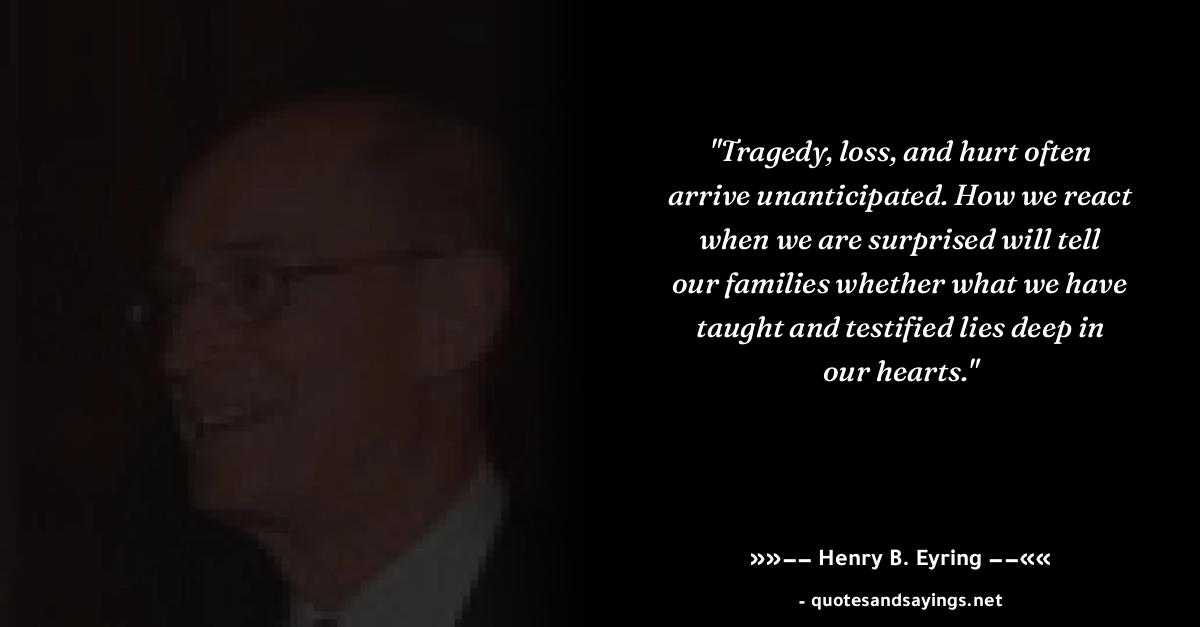 "Tragedy, loss, and hurt often
arrive unanticipated. How we react
when we are surprised will tell
our families whether what we have
taught and testified lies deep in
our hearts."
»»−− Henry B. Eyring −−««
- quotesandsayings.net